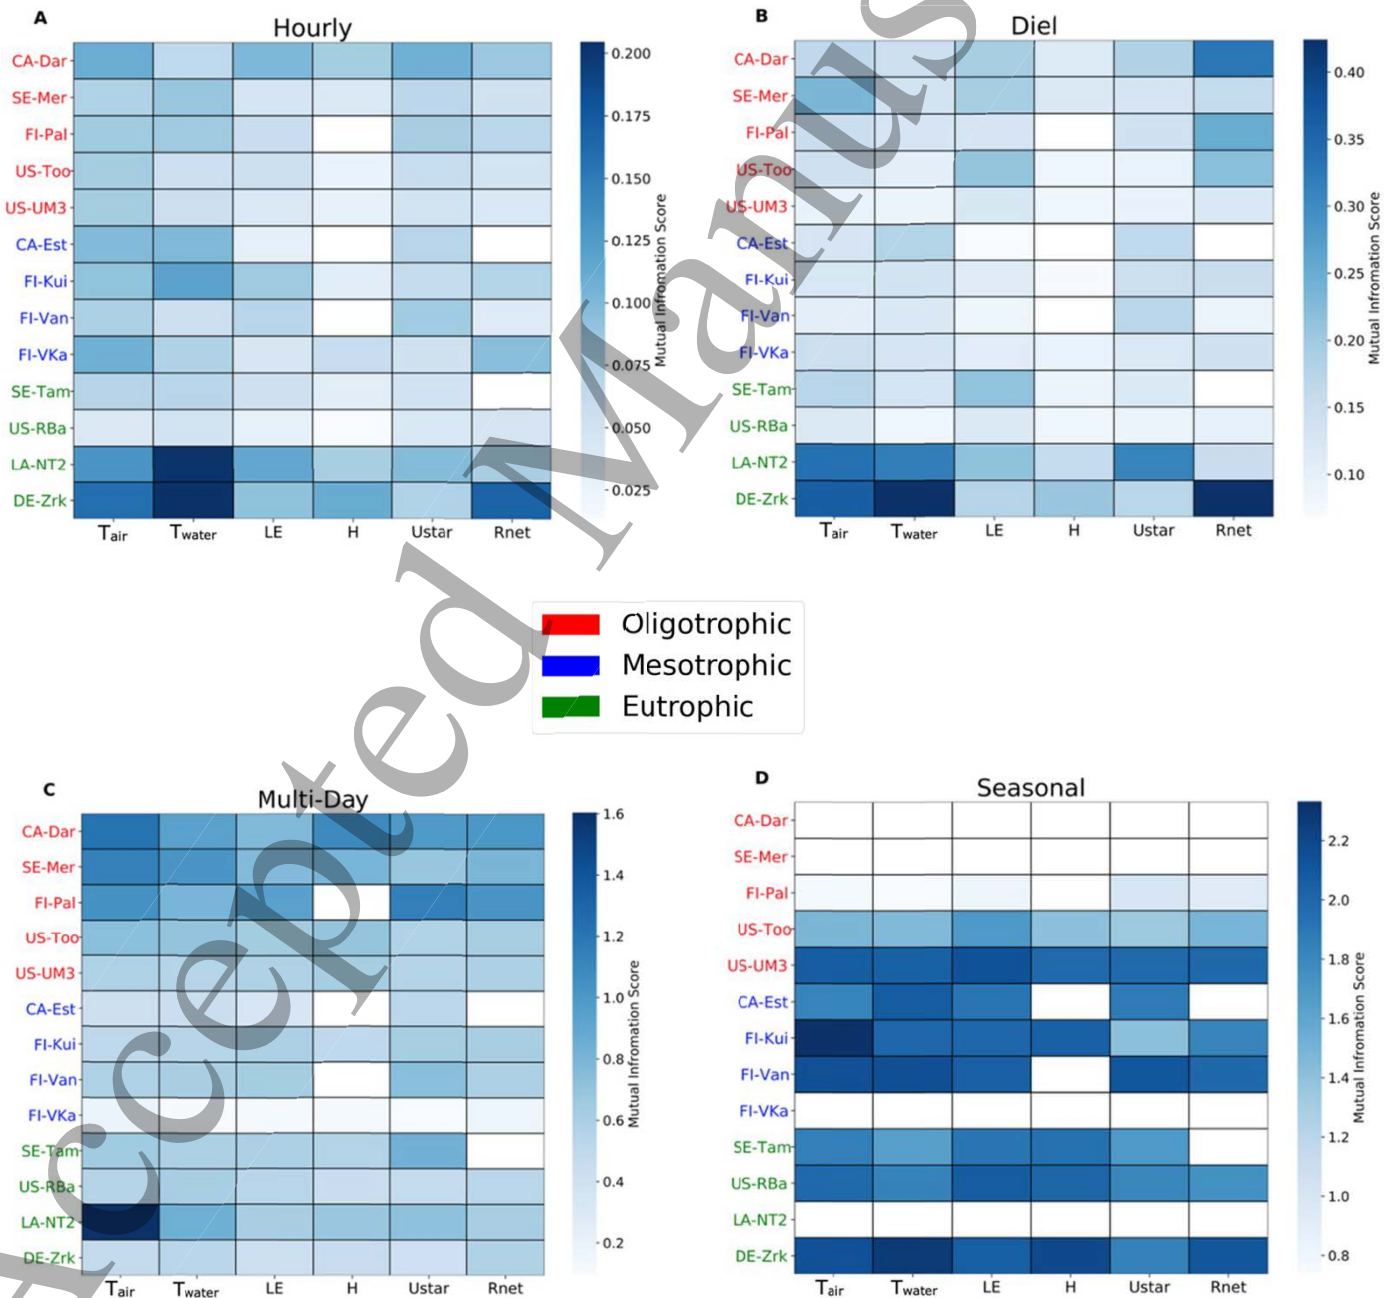 A
Hourly
CA-Dar
SE-Mer
FI-Pal
US-Too
US-UM3
CA-Est
FI-Kui
FI-Van
FI-VKa
SE-Tam
US-RBa
LA-NT2
DE-Zrk
Tair Twater LE H Ustar Rnet
0.200
0.175
0.150
0.125
0.100
0.075
0.050
0.025
Mutual Infromation Score
B
Diel
CA-Dar
SE-Mer
FI-Pal
US-Too
US-UM3
CA-Est
FI-Kui
FI-Van
FI-VKa
SE-Tam
US-RBa
LA-NT2
DE-Zrk
Tair Twater LE H Ustar Rnet
0.40
0.35
0.30
0.25
0.20
0.15
0.10
Mutual Infromation Score
Oligotrophic
Mesotrophic
Eutrophic
C
Multi-Day
CA-Dar
SE-Mer
FI-Pal
US-Too
US-UM3
CA-Est
FI-Kui
FI-Van
FI-VKa
SE-Tam
US-RBa
LA-NT2
DE-Zrk
Tair Twater LE H Ustar Rnet
1.6
1.4
1.2
1.0
0.8
0.6
0.4
0.2
Mutual Infromation Score
D
Seasonal
CA-Dar
SE-Mer
FI-Pal
US-Too
US-UM3
CA-Est
FI-Kui
FI-Van
FI-VKa
SE-Tam
US-RBa
LA-NT2
DE-Zrk
Tair Twater LE H Ustar Rnet
2.2
2.0
1.8
1.6
1.4
1.2
1.0
0.8
Mutual Infromation Score
Accepted Manus